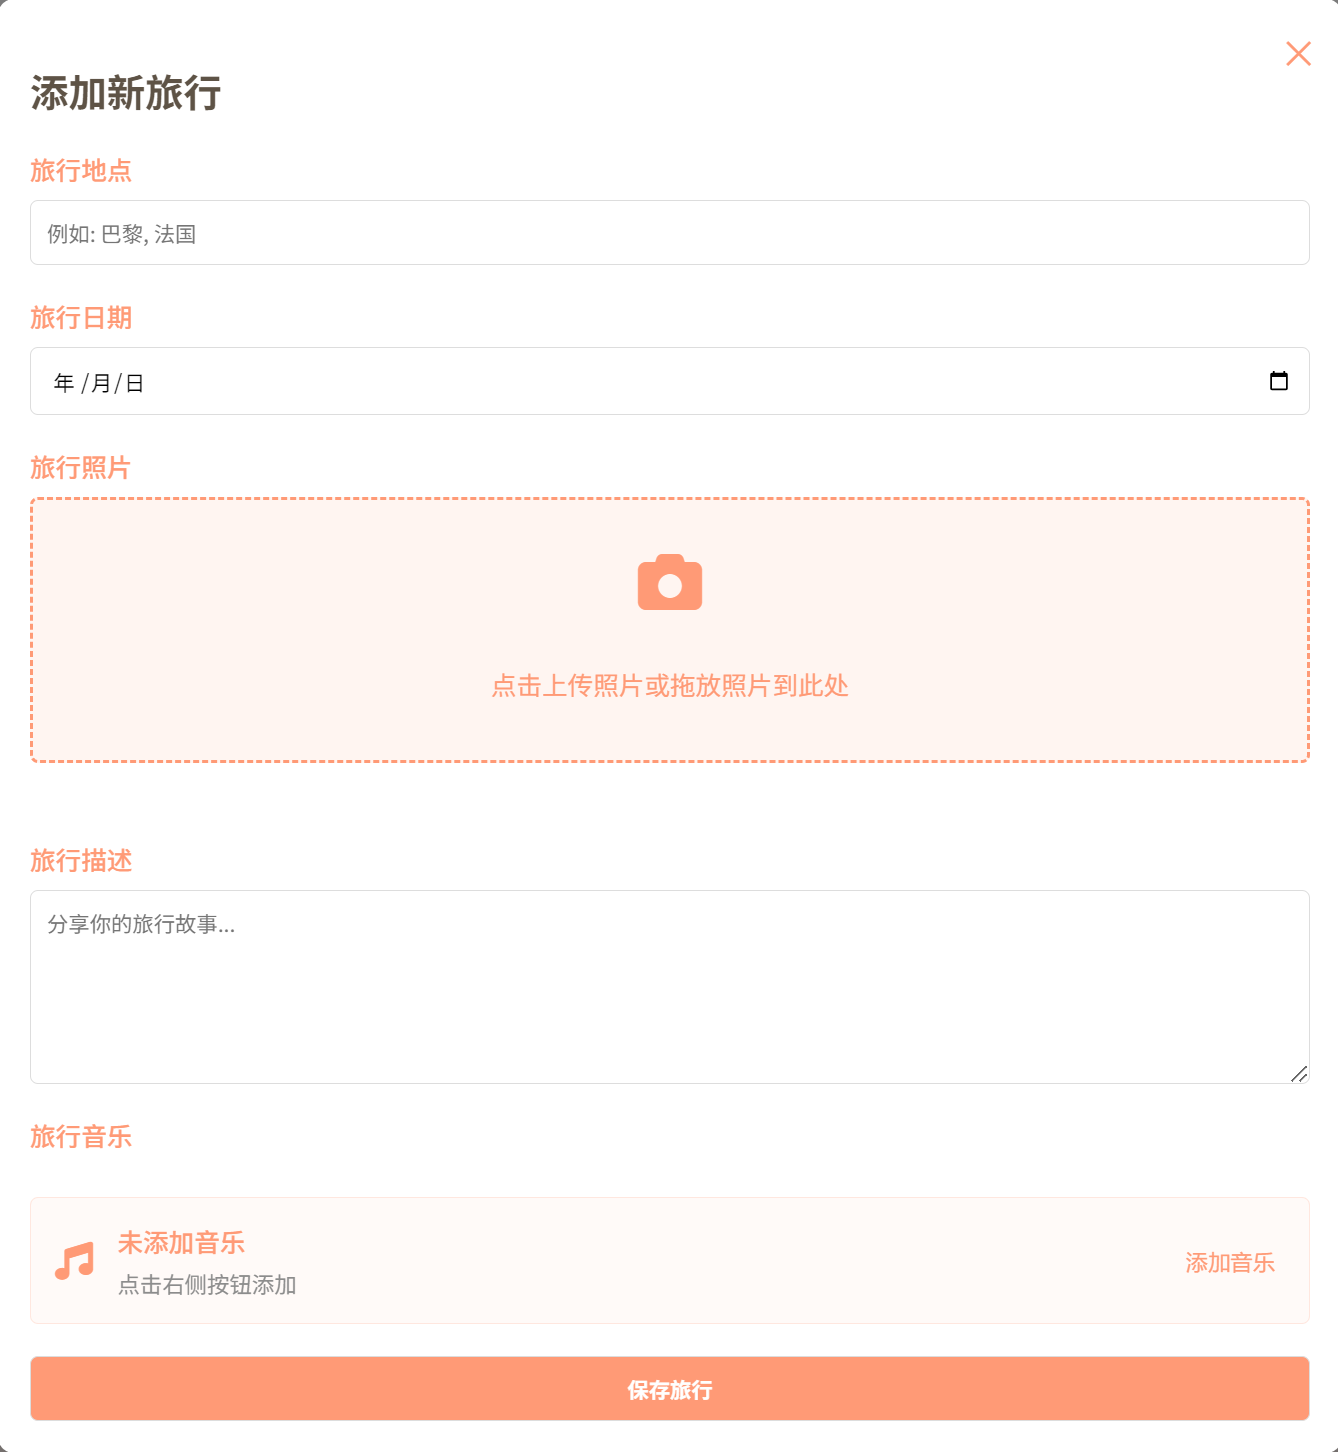 添加新旅行
旅行地点
例如: 巴黎, 法国
旅行日期
年 /月/日
旅行照片
点击上传照片或拖放照片到此处
旅行描述
分享你的旅行故事...
旅行音乐
未添加音乐
点击右侧按钮添加
添加音乐
保存旅行